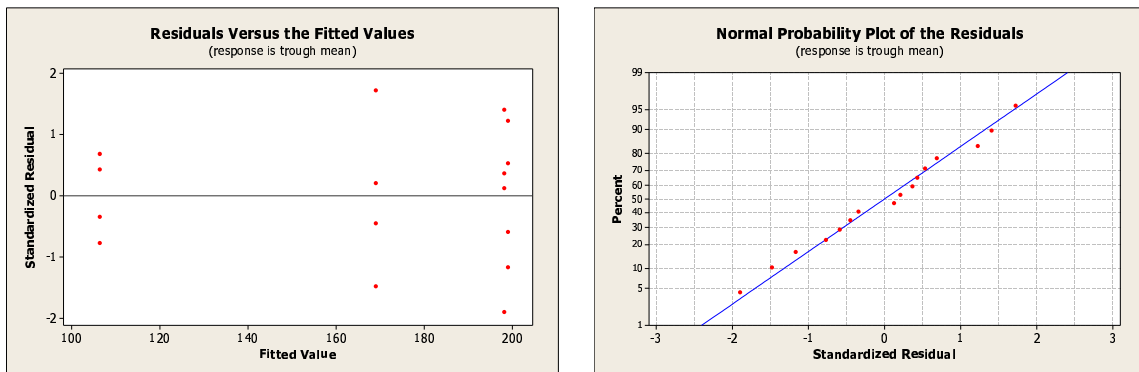 Residuals Versus the Fitted Values
(response is trough mean)
2
1
0
-1
-2
Standardized Residual
100 120 140 160 180 200
Fitted Value
Normal Probability Plot of the Residuals
(response is trough mean)
99
95
90
80
70
60
50
40
30
20
10
5
1
Percent
-3 -2 -1 0 1 2 3
Standardized Residual